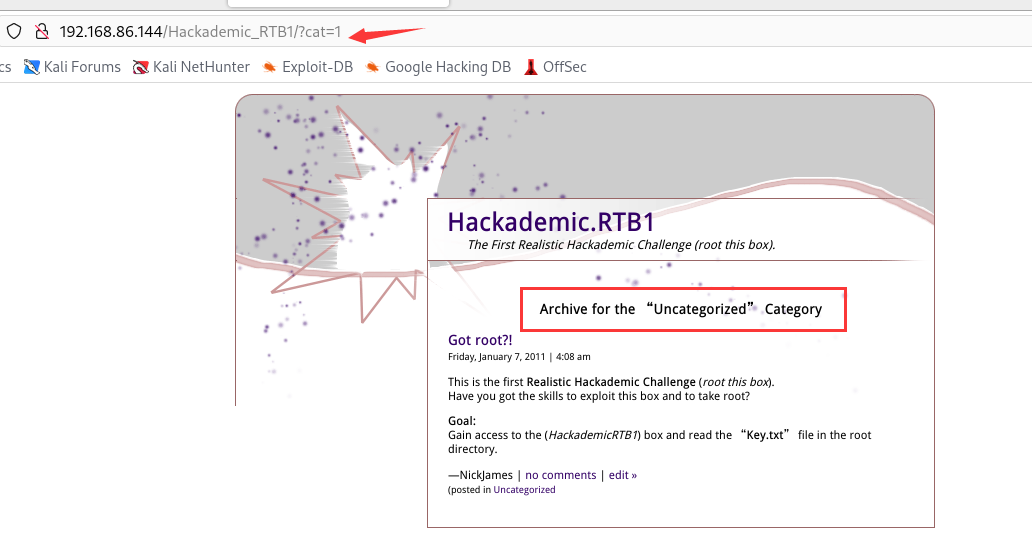 192.168.86.144/Hackademic_RTB1/?cat=1
cs Kali Forums Kali NetHunter Exploit-DB Google Hacking DB OffSec
Hackademic.RTB1
The First Realistic Hackademic Challenge (root this box).
Archive for the “Uncategorized” Category
Got root?!
Friday, January 7, 2011 | 4:08 am
This is the first Realistic Hackademic Challenge (root this box).
Have you got the skills to exploit this box and to take root?
Goal:
Gain access to the (HackademicRTB1) box and read the “Key.txt” file in the root
directory.
—NickJames | no comments | edit »
(posted in Uncategorized